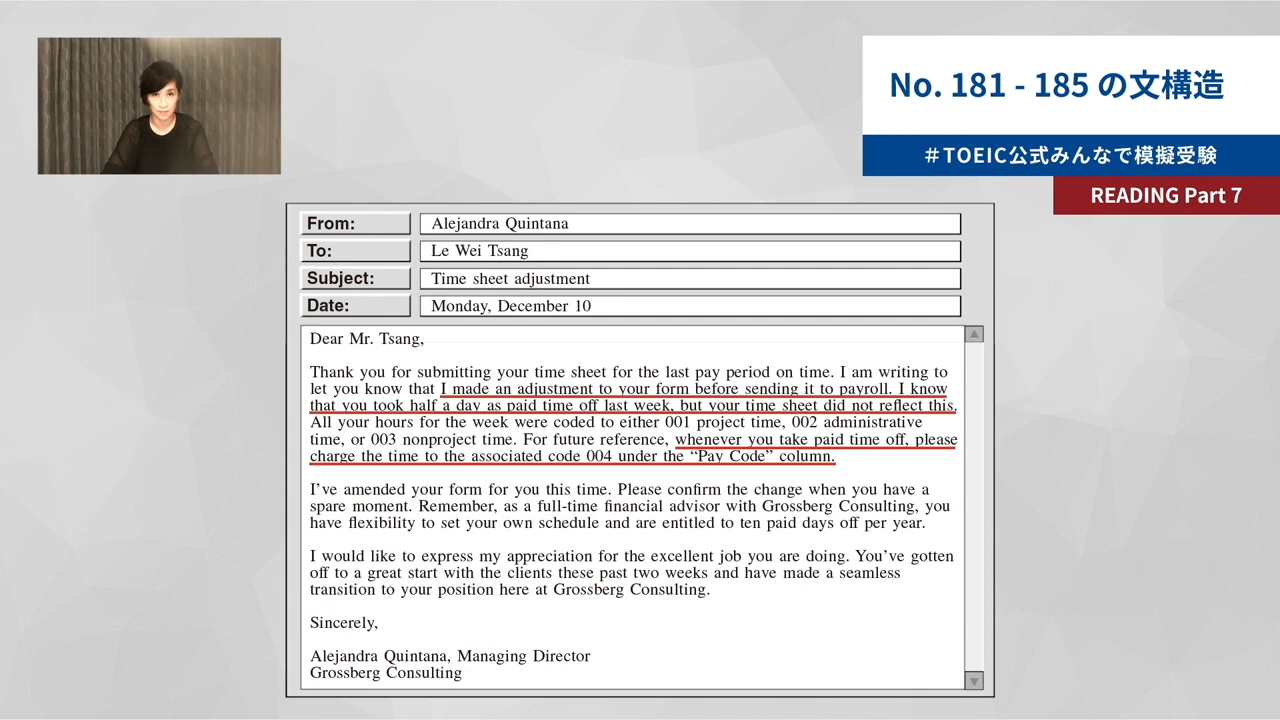 No. 181 - 185 の文構造
＃TOEIC公式みんなで模擬受験
READING Part 7
From: Alejandra Quintana
To: Le Wei Tsang
Subject: Time sheet adjustment
Date: Monday, December 10
Dear Mr. Tsang,
Thank you for submitting your time sheet for the last pay period on time. I am writing to
let you know that I made an adjustment to your form before sending it to payroll. I know
that you took half a day as paid time off last week, but your time sheet did not reflect this.
All your hours for the week were coded to either 001 project time, 002 administrative
time, or 003 nonproject time. For future reference, whenever you take paid time off, please
charge the time to the associated code 004 under the “Pay Code” column.
I’ve amended your form for you this time. Please confirm the change when you have a
spare moment. Remember, as a full-time financial advisor with Grossberg Consulting, you
have flexibility to set your own schedule and are entitled to ten paid days off per year.
I would like to express my appreciation for the excellent job you are doing. You’ve gotten
off to a great start with the clients these past two weeks and have made a seamless
transition to your position here at Grossberg Consulting.
Sincerely,
Alejandra Quintana, Managing Director
Grossberg Consulting